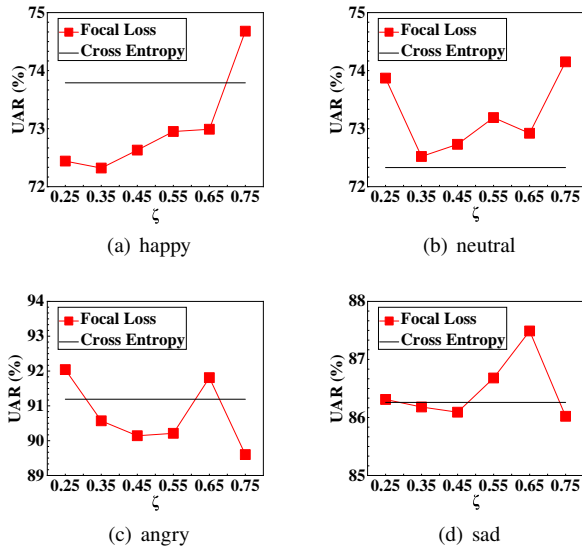 75
74
73
72
UAR (%)
Focal Loss
Cross Entropy
0.25 0.35 0.45 0.55 0.65 0.75
ζ
(a) happy
75
74
73
72
UAR (%)
Focal Loss
Cross Entropy
0.25 0.35 0.45 0.55 0.65 0.75
ζ
(b) neutral
94
93
92
91
90
89
UAR (%)
Focal Loss
Cross Entropy
0.25 0.35 0.45 0.55 0.65 0.75
ζ
(c) angry
88
87
86
85
UAR (%)
Focal Loss
Cross Entropy
0.25 0.35 0.45 0.55 0.65 0.75
ζ
(d) sad